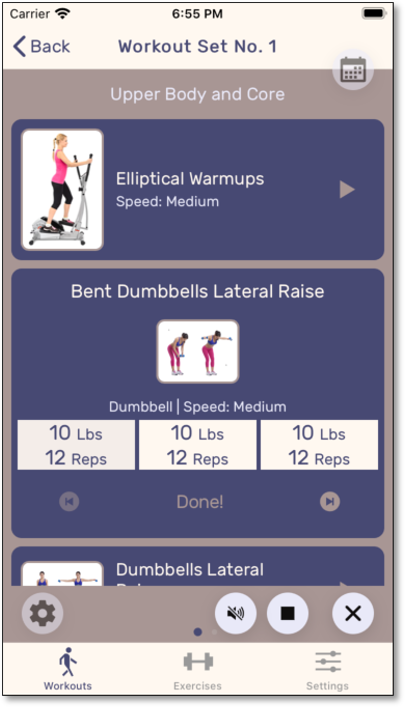 Carrier 6:55 PM
Back Workout Set No. 1
Upper Body and Core
Elliptical Warmups
Speed: Medium
Bent Dumbbells Lateral Raise
Dumbbell | Speed: Medium
10 Lbs 10 Lbs 10 Lbs
12 Reps 12 Reps 12 Reps
Done!
Dumbbells Lateral
Workouts Exercises Settings